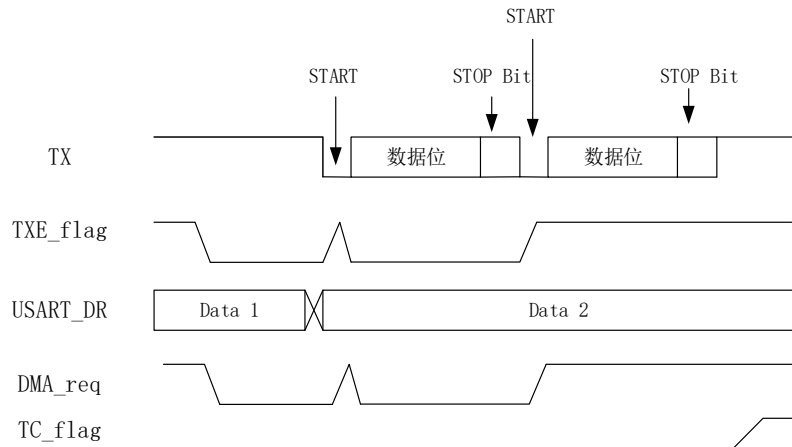 START
START
STOP Bit
STOP Bit
TX
数据位
数据位
TXE_flag
USART_DR
Data 1
Data 2
DMA_req
TC_flag